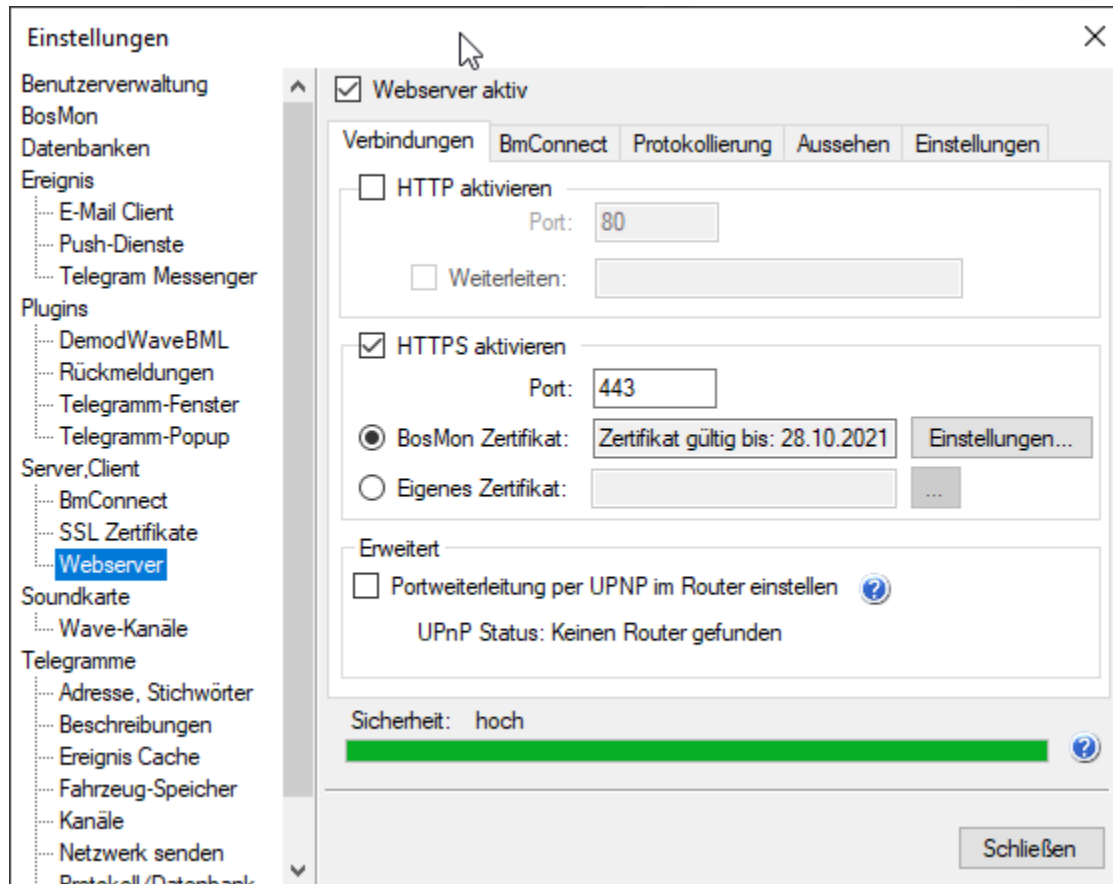 Einstellungen
Benutzerverwaltung
BosMon
Datenbanken
Ereignis
E-Mail Client
Push-Dienste
Telegram Messenger
Plugins
DemodWaveBML
Rückmeldungen
Telegramm-Fenster
Telegramm-Popup
Server,Client
BmConnect
SSL Zertifikate
Webserver
Soundkarte
Wave-Kanäle
Telegramme
Adresse, Stichwörter
Beschreibungen
Ereignis Cache
Fahrzeug-Speicher
Kanäle
Netzwerk senden
Protokoll/Datenbank
Webserver aktiv
Verbindungen BmConnect Protokollierung Aussehen Einstellungen
HTTP aktivieren
Port: 80
Weiterleiten:
HTTPS aktivieren
Port: 443
BosMon Zertifikat: Zertifikat gültig bis: 28.10.2021 Einstellungen...
Eigenes Zertifikat: ...
Erweitert
Portweiterleitung per UPNP im Router einstellen ?
UPnP Status: Keinen Router gefunden
Sicherheit: hoch
?
Schließen